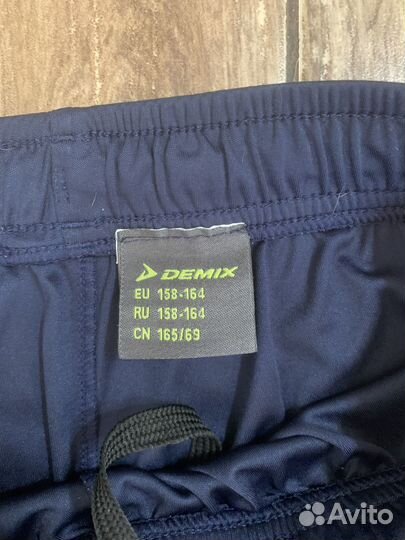 DEMIX
EU 158-164
RU 158-164
CN 165/69
Avito